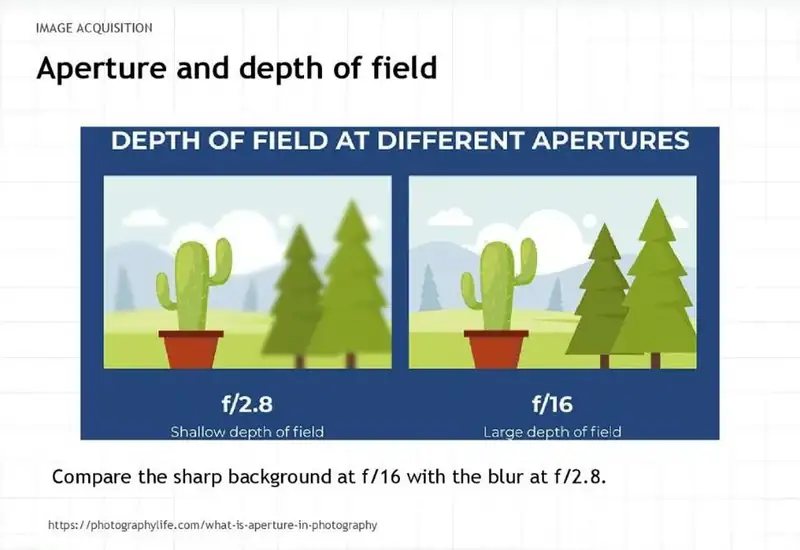 IMAGE ACQUISITION
Aperture and depth of field
DEPTH OF FIELD AT DIFFERENT APERTURES
f/2.8
Shallow depth of field
f/16
Large depth of field
Compare the sharp background at f/16 with the blur at f/2.8.
https://photographylife.com/what-is-aperture-in-photography